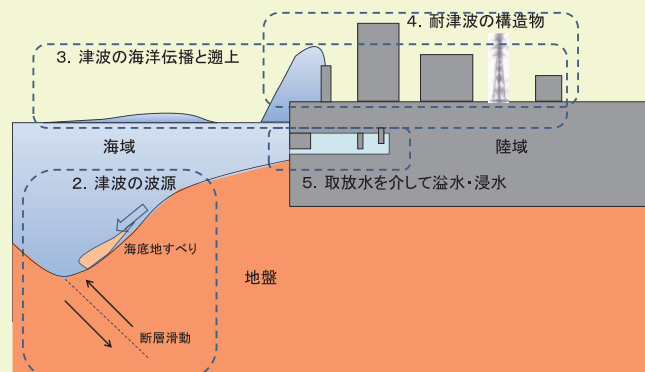 4. 耐津波の構造物
3. 津波の海洋伝播と遡上
海域
陸域
2. 津波の波源
5. 取放水を介して溢水・浸水
海底地すべり
地盤
断層滑動